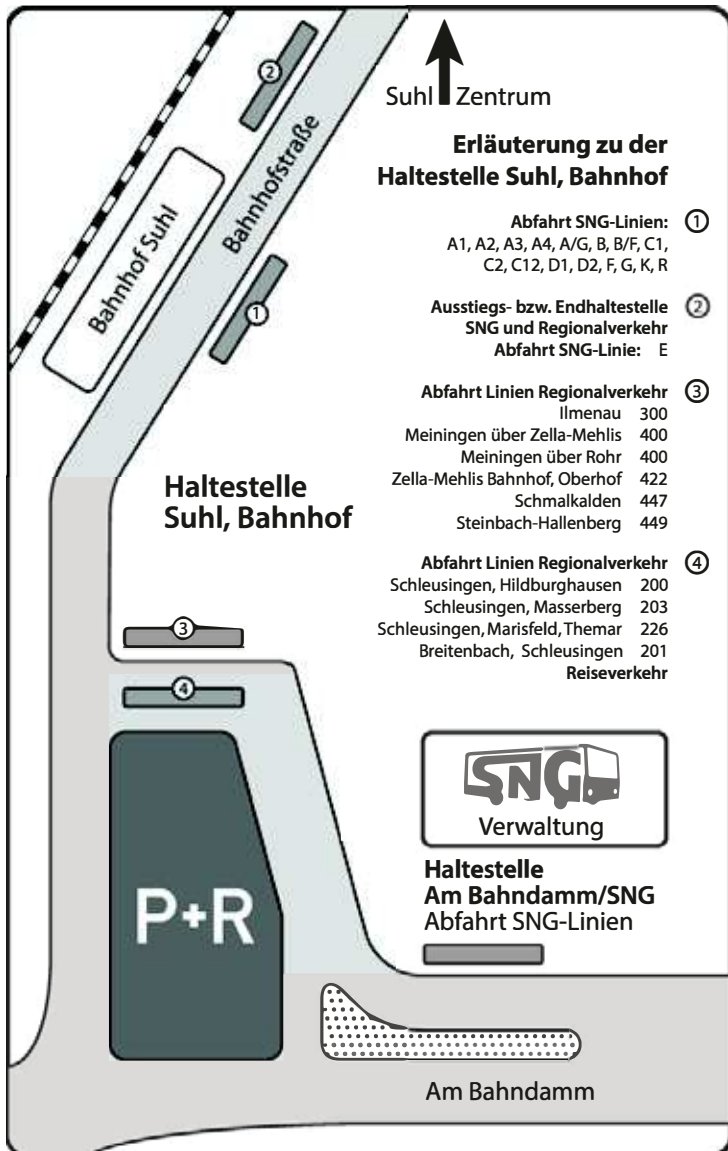 Suhl Zentrum
Erläuterung zu der
Haltestelle Suhl, Bahnhof
Abfahrt SNG-Linien: 1
A1, A2, A3, A4, A/G, B, B/F, C1,
C2, C12, D1, D2, F, G, K, R
Ausstiegs- bzw. Endhaltestelle 2
SNG und Regionalverkehr
Abfahrt SNG-Linie: E
Abfahrt Linien Regionalverkehr 3
Ilmenau 300
Meiningen über Zella-Mehlis 400
Meiningen über Rohr 400
Zella-Mehlis Bahnhof, Oberhof 422
Schmalkalden 447
Steinbach-Hallenberg 449
Abfahrt Linien Regionalverkehr 4
Schleusingen, Hildburghausen 200
Schleusingen, Masserberg 203
Schleusingen, Marisfeld, Themar 226
Breitenbach, Schleusingen 201
Reiseverkehr
2
Bahnhofstraße
Bahnhof Suhl
1
Haltestelle
Suhl, Bahnhof
3
4
P+R
SNG
Verwaltung
Haltestelle
Am Bahndamm/SNG
Abfahrt SNG-Linien
Am Bahndamm